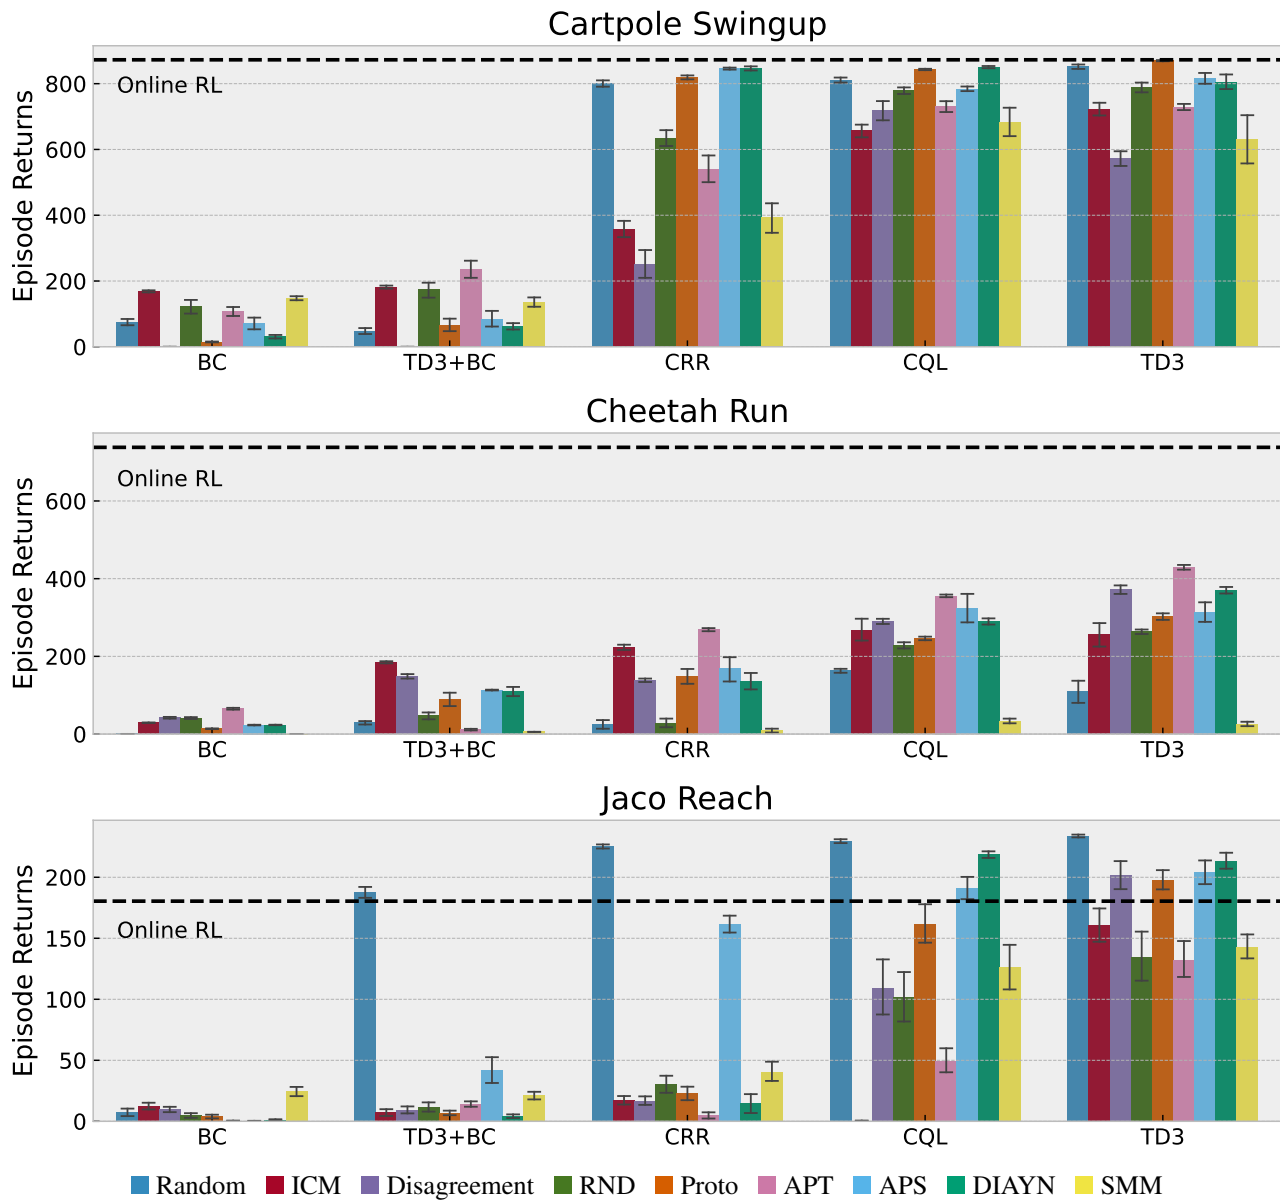 Cartpole Swingup
Episode Returns
800
600
400
200
0
Online RL
BC TD3+BC CRR CQL TD3
Cheetah Run
Episode Returns
600
400
200
0
Online RL
BC TD3+BC CRR CQL TD3
Jaco Reach
Episode Returns
200
150
100
50
0
Online RL
BC TD3+BC CRR CQL TD3
Random ICM Disagreement RND Proto APT APS DIAYN SMM